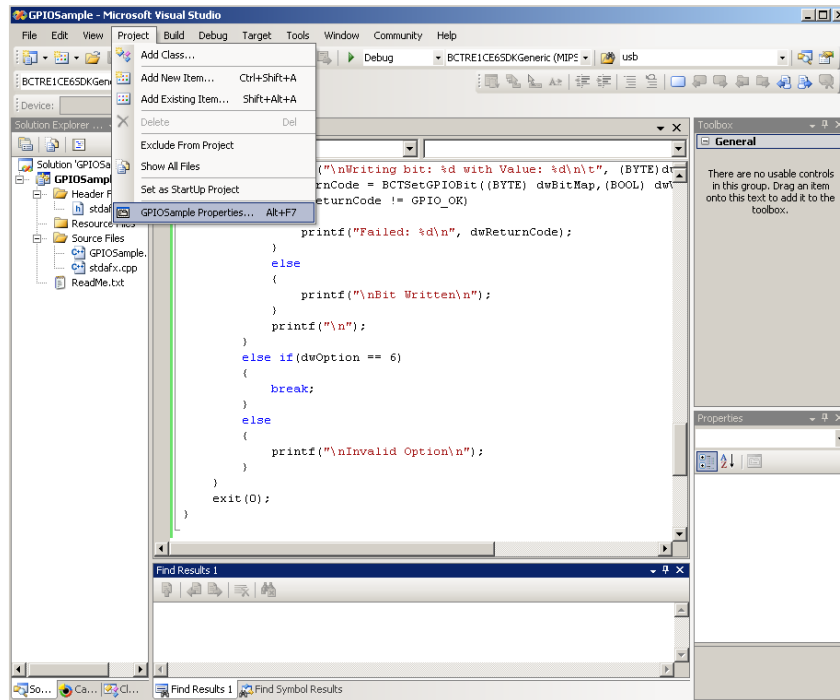 GPIOSample - Microsoft Visual Studio
File Edit View Project Build Debug Target Tools Window Community Help
Debug BCTRE1CE6SDKGeneric (MIPS usb
BCTRE1CE6SDKGen
Device:
Add Class...
Add New Item... Ctrl+Shift+A
Add Existing Item... Shift+Alt+A
Delete Del
Exclude From Project
Show All Files
Set as StartUp Project
GPIOSample Properties... Alt+F7
Solution Explorer ...
Solution 'GPIOSa
GPIOSampl
Header F
stdaf
Resource Files
Source Files
GPIOSample.
stdafx.cpp
ReadMe.txt
("\nWriting bit: %d with Value: %d\n\t", (BYTE)
rnCode = BCTSetGPIOBit((BYTE) dwBitMap,(BOOL)
eturnCode != GPIO_OK)
printf("Failed: %d\n", dwReturnCode);
}
else
{
printf("\nBit Written\n");
}
printf("\n");
}
else if(dwOption == 6)
{
break;
}
else
{
printf("\nInvalid Option\n");
}
}
exit(0);
}
Toolbox
General
There are no usable controls
in this group. Drag an item
onto this text to add it to the
toolbox.
Properties
Find Results 1
So... Ca... Cl...
Find Results 1 Find Symbol Results